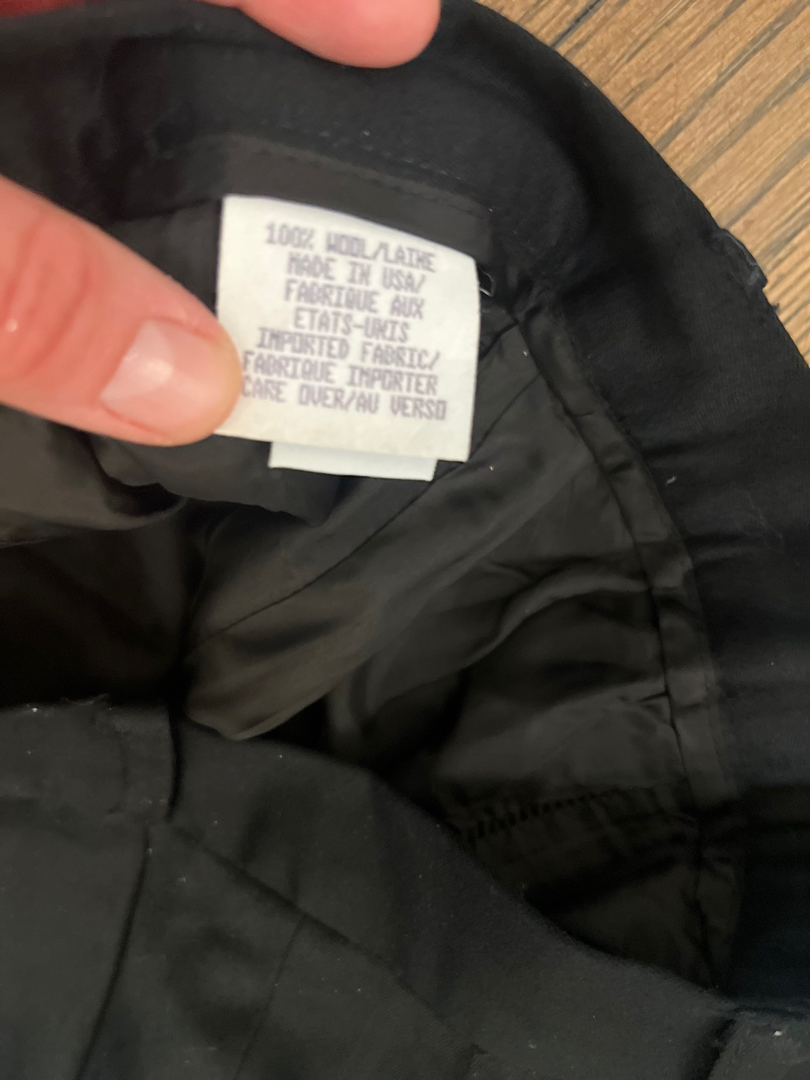 100% WOOL/LAINE
MADE IN USA/
FABRIQUE AUX
ETATS-UNIS
IMPORTED FABRIC/
FABRIQUE IMPORTER
CARE OVER/AU VERSO